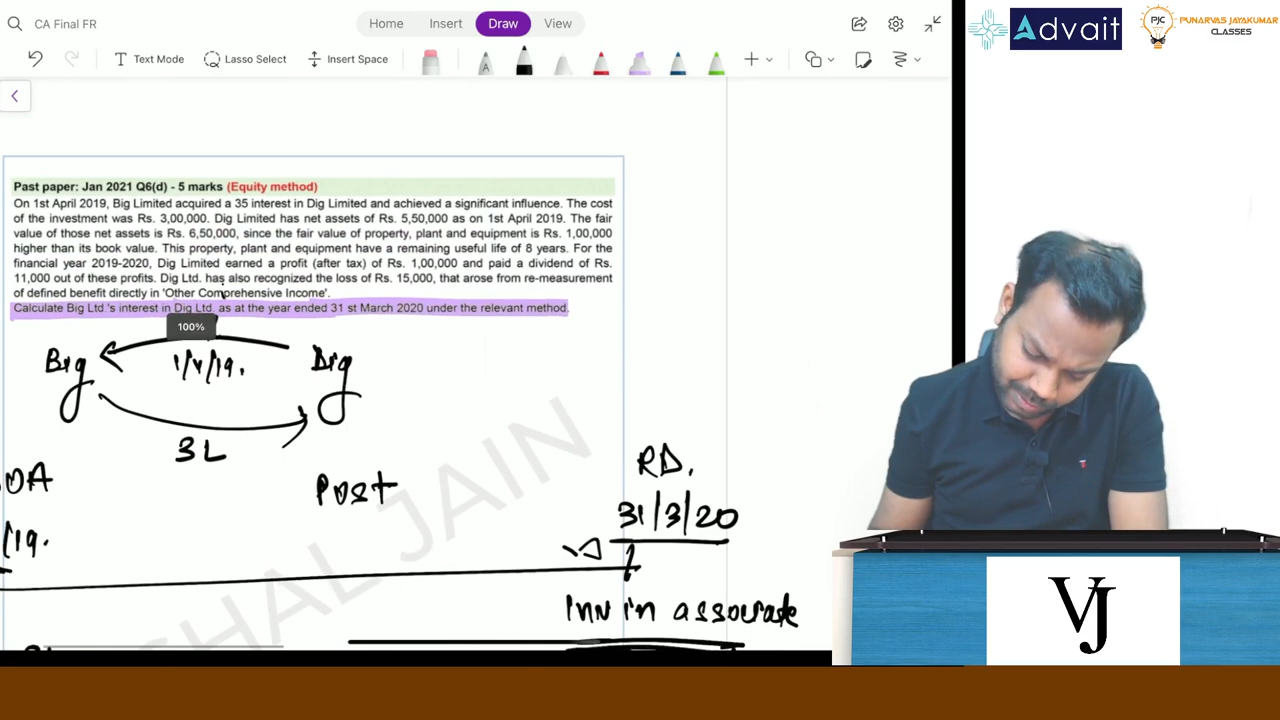 CA Final FR
Home Insert Draw View
Advait
PJC PUNARVAS JAYAKUMAR CLASSES
Text Mode Lasso Select Insert Space
Past paper: Jan 2021 Q6(d) - 5 marks (Equity method)
On 1st April 2019, Big Limited acquired a 35 interest in Dig Limited and achieved a significant influence. The cost
of the investment was Rs. 3,00,000. Dig Limited has net assets of Rs. 5,50,000 as on 1st April 2019. The fair
value of those net assets is Rs. 6,50,000, since the fair value of property, plant and equipment is Rs. 1,00,000
higher than its book value. This property, plant and equipment have a remaining useful life of 8 years. For the
financial year 2019-2020, Dig Limited earned a profit (after tax) of Rs. 1,00,000 and paid a dividend of Rs.
11,000 out of these profits. Dig Ltd. has also recognized the loss of Rs. 15,000, that arose from re-measurement
of defined benefit directly in 'Other Comprehensive Income'.
Calculate Big Ltd 's interest in Dig Ltd. as at the year ended 31 st March 2020 under the relevant method.
100%
Big 1/4/19. Dig
3L
OA Post RD.
/19. 31/3/20
Inv in associate
HAL JAIN
VJ